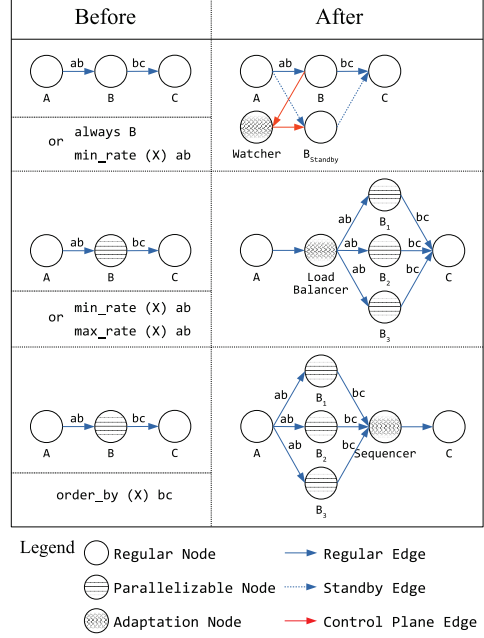 Before After
ab bc
A B C
or always B
min_rate (X) ab
ab bc
A B C
Watcher B Standby
ab bc
A B C
or min_rate (X) ab
max_rate (X) ab
ab bc
B1
ab bc
A Load Balancer B2 C
ab bc
B3
ab bc
A B C
order_by (X) bc
ab bc
B1
ab bc
A B2 Sequencer C
ab bc
B3
Legend
Regular Node Regular Edge
Parallelizable Node Standby Edge
Adaptation Node Control Plane Edge